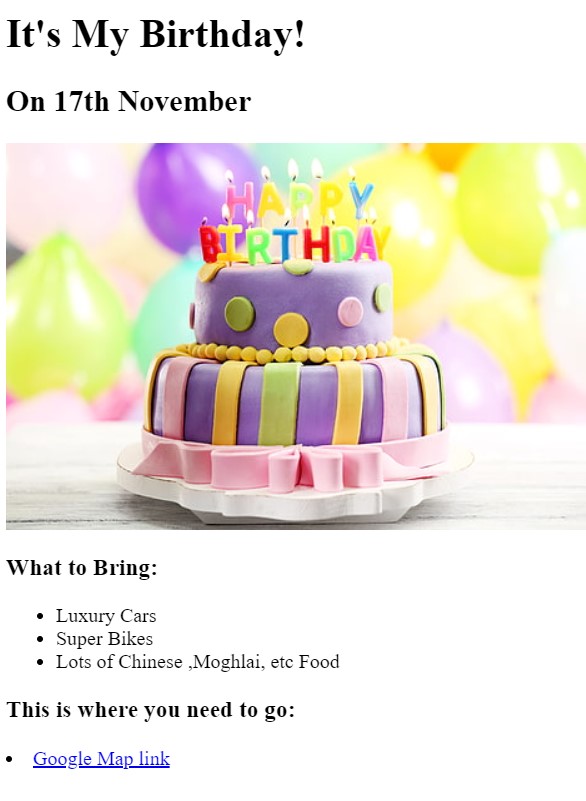 It's My Birthday!
On 17th November
HAPPY
BIRTHDAY
What to Bring:
Luxury Cars
Super Bikes
Lots of Chinese ,Moghlai, etc Food
This is where you need to go:
Google Map link